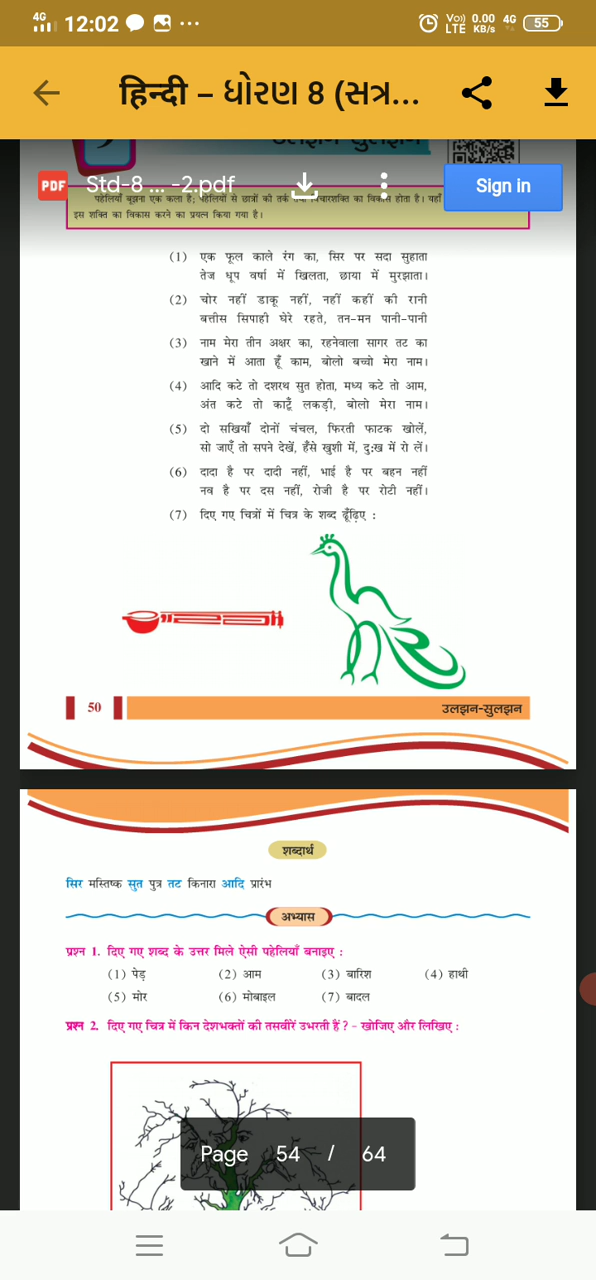 4G 12:02 ... Vo)) LTE 0.00 KB/s 4G 55
हिन्दी – ધોરણ 8 (સત્ર...
उलझन-सुलझन
PDF Std-8 ... -2.pdf Sign in
पहेलियाँ बूझना एक कला है; पहेलियों से छात्रों को तर्क विचारशक्ति का विकास होता है। यहाँ
इस शक्ति का विकास करने का प्रयत्न किया गया है।
(1) एक फूल काले रंग का, सिर पर सदा सुहाता
तेज धूप वर्षा में खिलता, छाया में मुरझाता।
(2) चोर नहीं डाकू नहीं, नहीं कहीं की रानी
बत्तीस सिपाही घेरे रहते, तन-मन पानी-पानी
(3) नाम मेरा तीन अक्षर का, रहनेवाला सागर तट का
खाने में आता हूँ काम, बोलो बच्चो मेरा नाम।
(4) आदि कटे तो दशरथ सुत होता, मध्य कटे तो आम,
अंत कटे तो काटूँ लकड़ी, बोलो मेरा नाम।
(5) दो सखियाँ दोनों चंचल, फिरती फाटक खोलें,
सो जाएँ तो सपने देखें, हँसे खुशी में, दुःख में रो लें।
(6) दादा है पर दादी नहीं, भाई है पर बहन नहीं
नव है पर दस नहीं, रोजी है पर रोटी नहीं।
(7) दिए गए चित्रों में चित्र के शब्द ढूँढ़िए :
50 उलझन-सुलझन
शब्दार्थ
सिर मस्तिष्क सुत पुत्र तट किनारा आदि प्रारंभ
अभ्यास
प्रश्न 1. दिए गए शब्द के उत्तर मिले ऐसी पहेलियाँ बनाइए :
(1) पेड़ (2) आम (3) बारिश (4) हाथी
(5) मोर (6) मोबाइल (7) बादल
प्रश्न 2. दिए गए चित्र में किन देशभक्तों की तसवीरें उभरती हैं ? - खोजिए और लिखिए :
Page 54 / 64